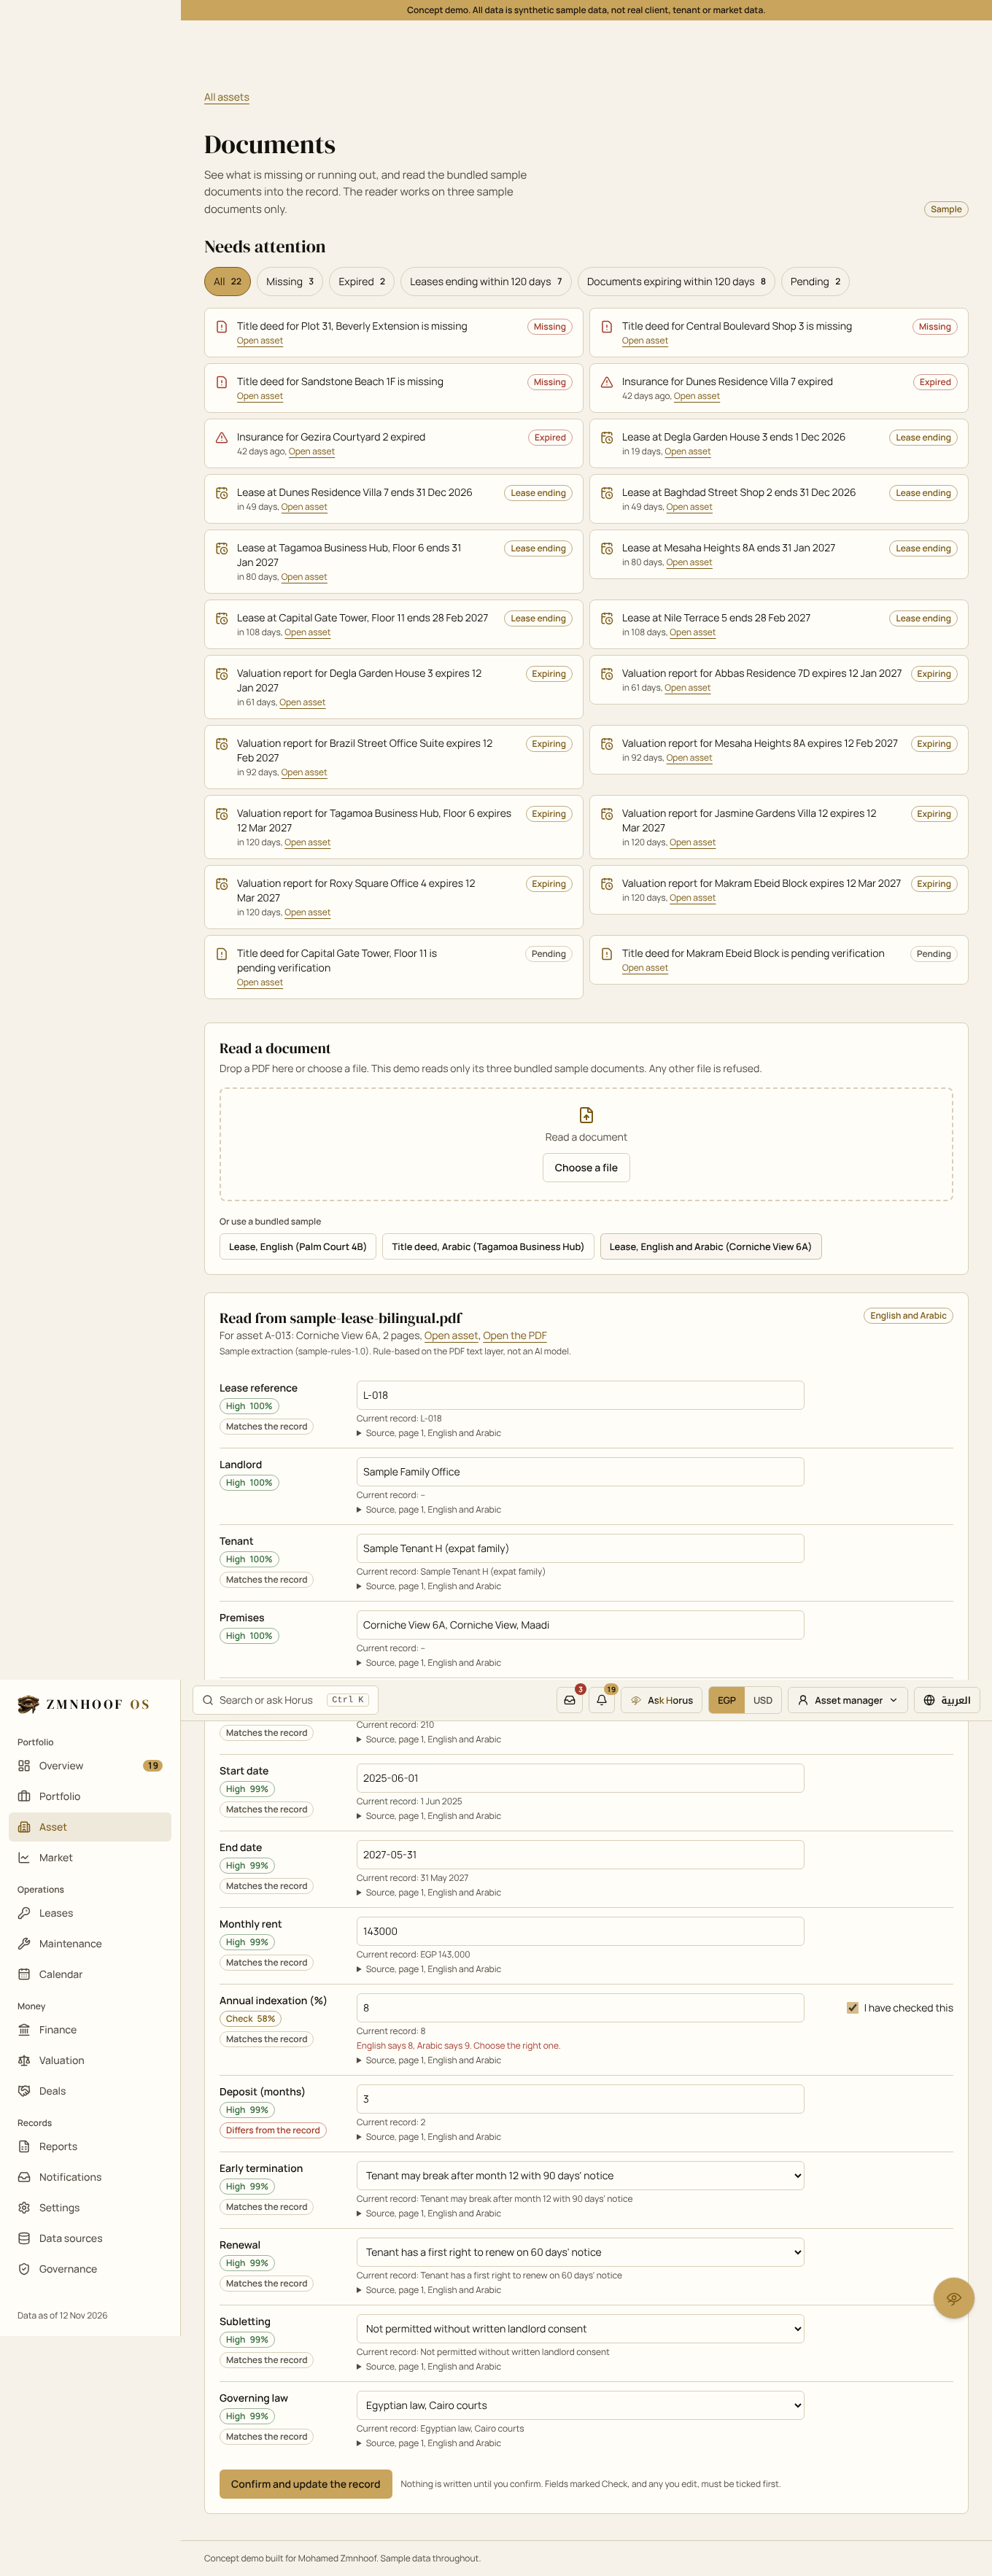 Concept demo. All data is synthetic sample data, not real client, tenant or market data.
All assets
Documents
See what is missing or running out, and read the bundled sample
documents into the record. The reader works on three sample
documents only.
Sample
Needs attention
All 22
Missing 3
Expired 2
Leases ending within 120 days 7
Documents expiring within 120 days 8
Pending 2
Title deed for Plot 31, Beverly Extension is missing
Open asset
Missing
Title deed for Central Boulevard Shop 3 is missing
Open asset
Missing
Title deed for Sandstone Beach 1F is missing
Open asset
Missing
Insurance for Dunes Residence Villa 7 expired
42 days ago, Open asset
Expired
Insurance for Gezira Courtyard 2 expired
42 days ago, Open asset
Expired
Lease at Degla Garden House 3 ends 1 Dec 2026
in 19 days, Open asset
Lease ending
Lease at Dunes Residence Villa 7 ends 31 Dec 2026
in 49 days, Open asset
Lease ending
Lease at Baghdad Street Shop 2 ends 31 Dec 2026
in 49 days, Open asset
Lease ending
Lease at Tagamoa Business Hub, Floor 6 ends 31
Jan 2027
in 80 days, Open asset
Lease ending
Lease at Mesaha Heights 8A ends 31 Jan 2027
in 80 days, Open asset
Lease ending
Lease at Capital Gate Tower, Floor 11 ends 28 Feb 2027
in 108 days, Open asset
Lease ending
Lease at Nile Terrace 5 ends 28 Feb 2027
in 108 days, Open asset
Lease ending
Valuation report for Degla Garden House 3 expires 12
Jan 2027
in 61 days, Open asset
Expiring
Valuation report for Abbas Residence 7D expires 12 Jan 2027
in 61 days, Open asset
Expiring
Valuation report for Brazil Street Office Suite expires 12
Feb 2027
in 92 days, Open asset
Expiring
Valuation report for Mesaha Heights 8A expires 12 Feb 2027
in 92 days, Open asset
Expiring
Valuation report for Tagamoa Business Hub, Floor 6 expires
12 Mar 2027
in 120 days, Open asset
Expiring
Valuation report for Jasmine Gardens Villa 12 expires 12
Mar 2027
in 120 days, Open asset
Expiring
Valuation report for Roxy Square Office 4 expires 12
Mar 2027
in 120 days, Open asset
Expiring
Valuation report for Makram Ebeid Block expires 12 Mar 2027
in 120 days, Open asset
Expiring
Title deed for Capital Gate Tower, Floor 11 is
pending verification
Open asset
Pending
Title deed for Makram Ebeid Block is pending verification
Open asset
Pending
Read a document
Drop a PDF here or choose a file. This demo reads only its three bundled sample documents. Any other file is refused.
Read a document
Choose a file
Or use a bundled sample
Lease, English (Palm Court 4B)
Title deed, Arabic (Tagamoa Business Hub)
Lease, English and Arabic (Corniche View 6A)
Read from sample-lease-bilingual.pdf
English and Arabic
For asset A-013: Corniche View 6A, 2 pages, Open asset, Open the PDF
Sample extraction (sample-rules-1.0). Rule-based on the PDF text layer, not an AI model.
Lease reference
High 100%
Matches the record
L-018
Current record: L-018
Source, page 1, English and Arabic
Landlord
High 100%
Sample Family Office
Current record: –
Source, page 1, English and Arabic
Tenant
High 100%
Matches the record
Sample Tenant H (expat family)
Current record: Sample Tenant H (expat family)
Source, page 1, English and Arabic
Premises
High 100%
Corniche View 6A, Corniche View, Maadi
Current record: –
Source, page 1, English and Arabic
ZMNHOOF OS
Search or ask Horus Ctrl K
3
19
Ask Horus
EGP USD
Asset manager
العربية
Portfolio
Overview 19
Portfolio
Asset
Market
Operations
Leases
Maintenance
Calendar
Money
Finance
Valuation
Deals
Records
Reports
Notifications
Settings
Data sources
Governance
Data as of 12 Nov 2026
Matches the record
Current record: 210
Source, page 1, English and Arabic
Start date
High 99%
Matches the record
2025-06-01
Current record: 1 Jun 2025
Source, page 1, English and Arabic
End date
High 99%
Matches the record
2027-05-31
Current record: 31 May 2027
Source, page 1, English and Arabic
Monthly rent
High 99%
Matches the record
143000
Current record: EGP 143,000
Source, page 1, English and Arabic
Annual indexation (%)
Check 58%
Matches the record
8
I have checked this
Current record: 8
English says 8, Arabic says 9. Choose the right one.
Source, page 1, English and Arabic
Deposit (months)
High 99%
Differs from the record
3
Current record: 2
Source, page 1, English and Arabic
Early termination
High 99%
Matches the record
Tenant may break after month 12 with 90 days' notice
Current record: Tenant may break after month 12 with 90 days' notice
Source, page 1, English and Arabic
Renewal
High 99%
Matches the record
Tenant has a first right to renew on 60 days' notice
Current record: Tenant has a first right to renew on 60 days' notice
Source, page 1, English and Arabic
Subletting
High 99%
Matches the record
Not permitted without written landlord consent
Current record: Not permitted without written landlord consent
Source, page 1, English and Arabic
Governing law
High 99%
Matches the record
Egyptian law, Cairo courts
Current record: Egyptian law, Cairo courts
Source, page 1, English and Arabic
Confirm and update the record
Nothing is written until you confirm. Fields marked Check, and any you edit, must be ticked first.
Concept demo built for Mohamed Zmnhoof. Sample data throughout.